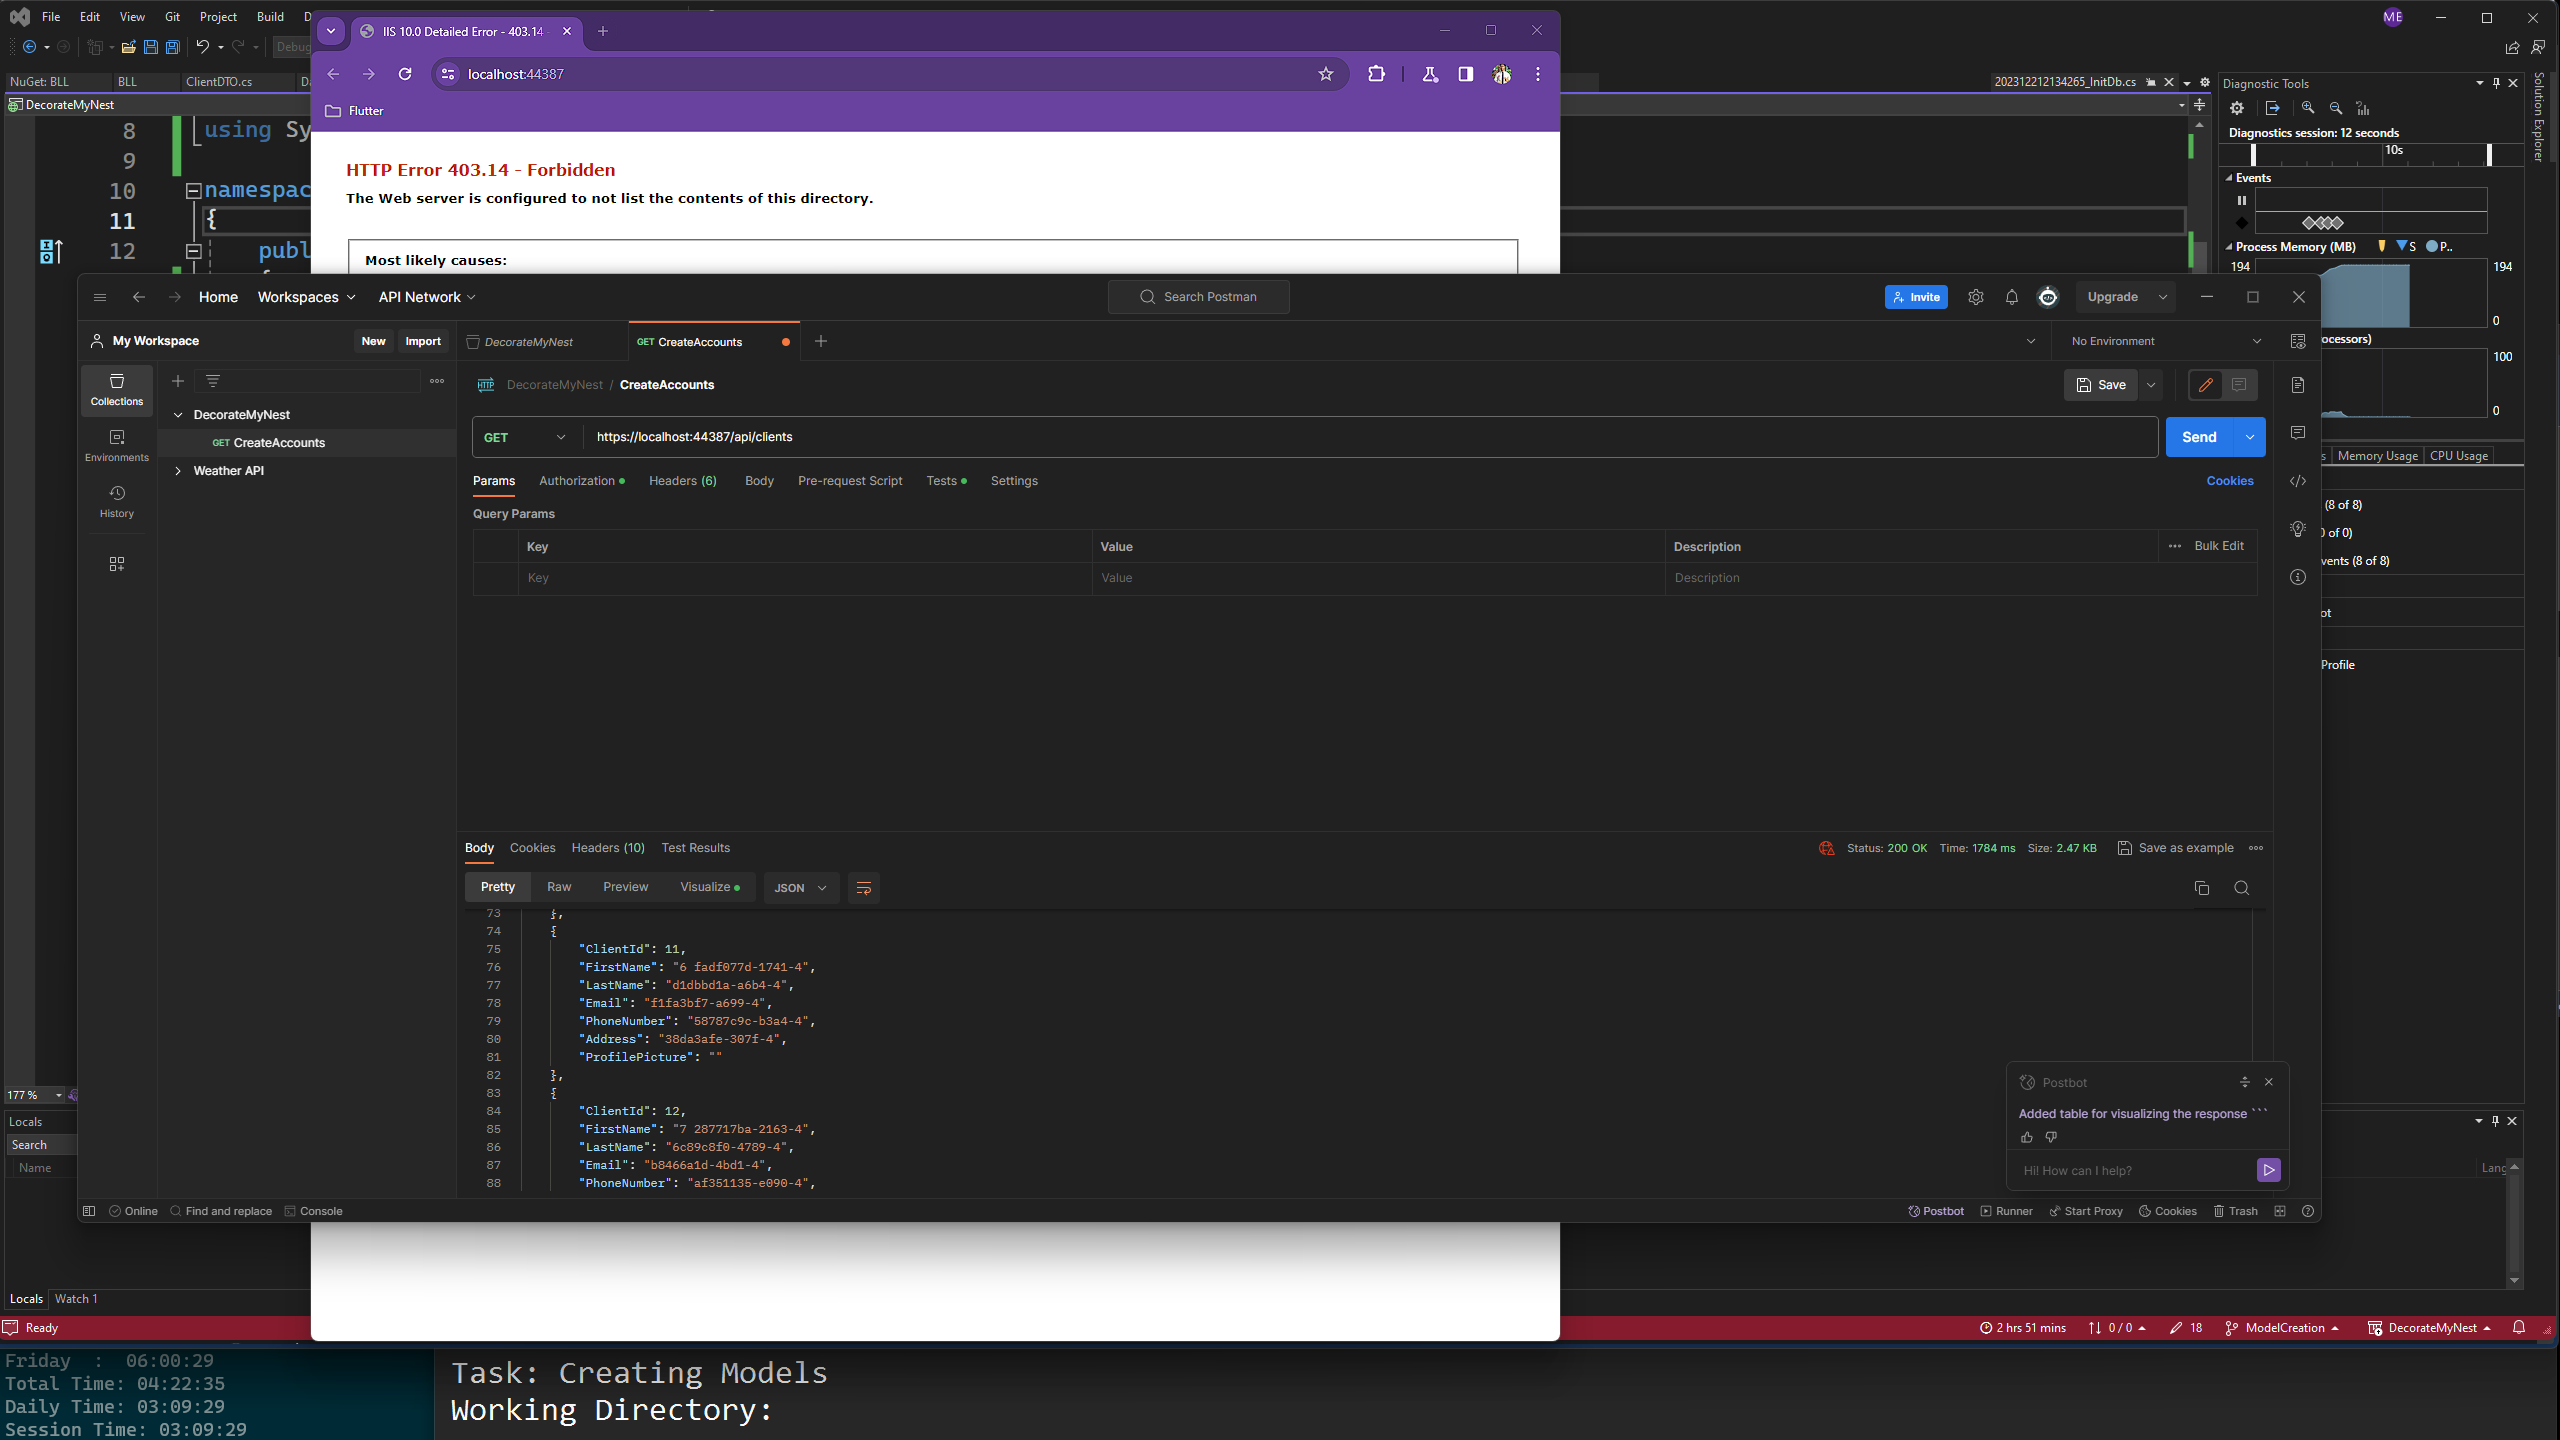 File Edit View Git Project Build D
ME
Debug
NuGet: BLL BLL ClientDTO.cs Da
202312212134265_InitDb.cs
DecorateMyNest
8 using Sy
9
10 namespac
11 {
12 publ
IIS 10.0 Detailed Error - 403.14 -
localhost:44387
Flutter
HTTP Error 403.14 - Forbidden
The Web server is configured to not list the contents of this directory.
Most likely causes:
Diagnostic Tools
Solution Explorer
Diagnostics session: 12 seconds
10s
Events
Process Memory (MB) S P..
194 194
0
ocessors)
100
0
s Memory Usage CPU Usage
(8 of 8)
0 of 0)
vents (8 of 8)
ot
Profile
Home Workspaces API Network
Search Postman
Invite
Upgrade
My Workspace New Import
DecorateMyNest
GET CreateAccounts
No Environment
Collections
Environments
History
DecorateMyNest
GET CreateAccounts
Weather API
HTTP DecorateMyNest / CreateAccounts
Save
GET https://localhost:44387/api/clients
Send
Params Authorization Headers (6) Body Pre-request Script Tests Settings
Cookies
Query Params
Key Value Description Bulk Edit
Key Value Description
Body Cookies Headers (10) Test Results
Status: 200 OK Time: 1784 ms Size: 2.47 KB Save as example
Pretty Raw Preview Visualize JSON
73 },
74 {
75 "ClientId": 11,
76 "FirstName": "6 fadf077d-1741-4",
77 "LastName": "d1dbbd1a-a6b4-4",
78 "Email": "f1fa3bf7-a699-4",
79 "PhoneNumber": "58787c9c-b3a4-4",
80 "Address": "38da3afe-307f-4",
81 "ProfilePicture": ""
82 },
83 {
84 "ClientId": 12,
85 "FirstName": "7 287717ba-2163-4",
86 "LastName": "6c89c8f0-4789-4",
87 "Email": "b8466a1d-4bd1-4",
88 "PhoneNumber": "af351135-e090-4",
Postbot
Added table for visualizing the response ```
Hi! How can I help?
Online Find and replace Console
Postbot Runner Start Proxy Cookies Trash
177 %
Locals
Search
Name
Lang
Locals Watch 1
Ready
2 hrs 51 mins 0 / 0 18 ModelCreation DecorateMyNest
Friday : 06:00:29
Total Time: 04:22:35
Daily Time: 03:09:29
Session Time: 03:09:29
Task: Creating Models
Working Directory: